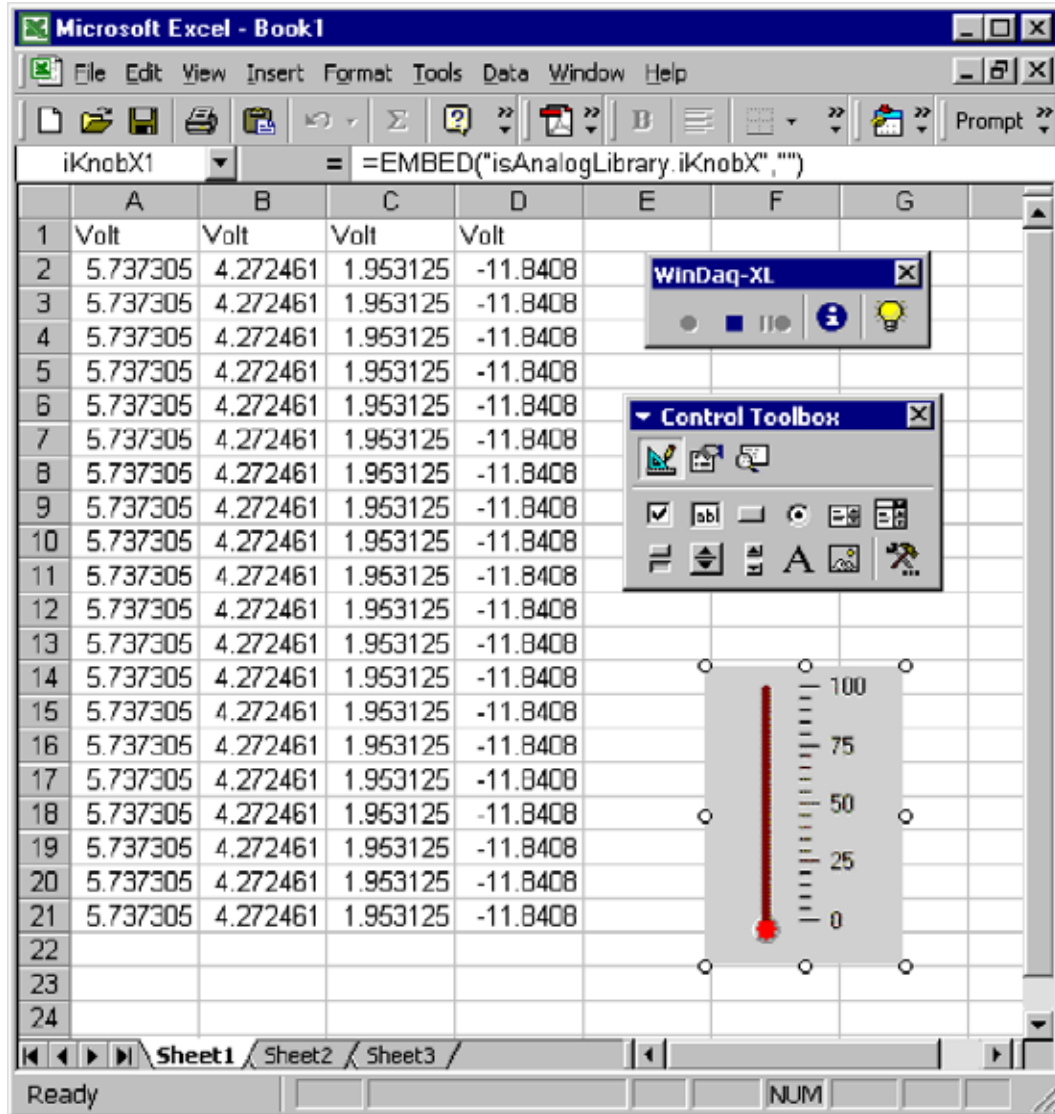 Microsoft Excel - Book1
File Edit View Insert Format Tools Data Window Help
Σ ? B Prompt
iKnobX1 = =EMBED("isAnalogLibrary.iKnobX","")
A B C D E F G
1 Volt Volt Volt Volt
2 5.737305 4.272461 1.953125 -11.8408
3 5.737305 4.272461 1.953125 -11.8408
4 5.737305 4.272461 1.953125 -11.8408
5 5.737305 4.272461 1.953125 -11.8408
6 5.737305 4.272461 1.953125 -11.8408
7 5.737305 4.272461 1.953125 -11.8408
8 5.737305 4.272461 1.953125 -11.8408
9 5.737305 4.272461 1.953125 -11.8408
10 5.737305 4.272461 1.953125 -11.8408
11 5.737305 4.272461 1.953125 -11.8408
12 5.737305 4.272461 1.953125 -11.8408
13 5.737305 4.272461 1.953125 -11.8408
14 5.737305 4.272461 1.953125 -11.8408
15 5.737305 4.272461 1.953125 -11.8408
16 5.737305 4.272461 1.953125 -11.8408
17 5.737305 4.272461 1.953125 -11.8408
18 5.737305 4.272461 1.953125 -11.8408
19 5.737305 4.272461 1.953125 -11.8408
20 5.737305 4.272461 1.953125 -11.8408
21 5.737305 4.272461 1.953125 -11.8408
22
23
24
WinDaq-XL
i
Control Toolbox
ab
A
100
75
50
25
0
Sheet1 Sheet2 Sheet3
Ready NUM